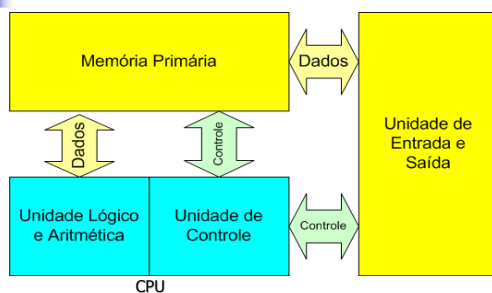 Memória Primária
Dados
Unidade de
Entrada e
Saída
Dados
Controle
Unidade Lógico
e Aritmética
Unidade de
Controle
Controle
CPU